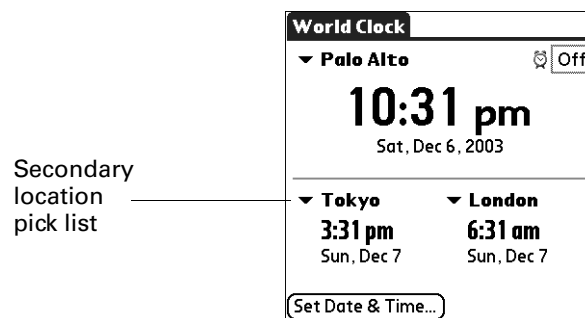 World Clock
Palo Alto
Off
10:31 pm
Sat, Dec 6, 2003
Secondary
location
pick list
Tokyo London
3:31 pm 6:31 am
Sun, Dec 7 Sun, Dec 7
Set Date & Time...